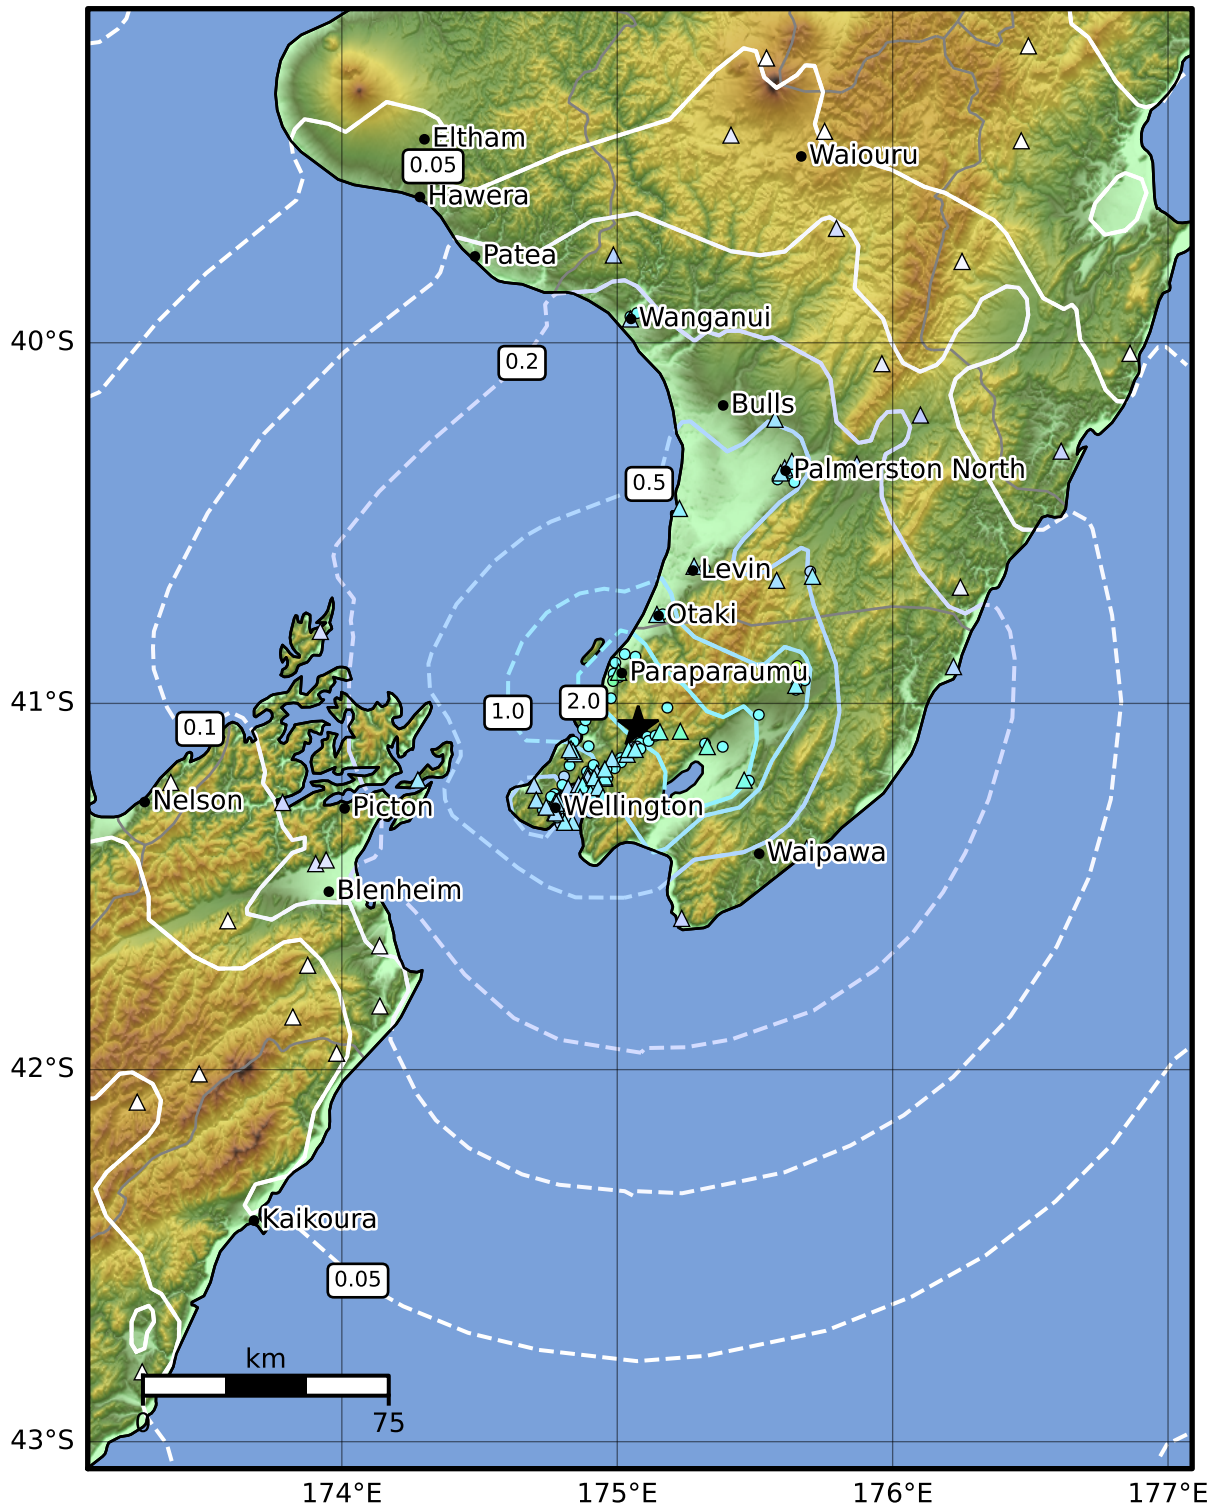 Eltham
0.05
Waiouru
Hawera
Patea
Wanganui
40°S
0.2
Bulls
Palmerston North
0.5
Levin
Otaki
Paraparaumu
41°S
2.0
1.0
0.1
Nelson
Picton
Wellington
Waipawa
Blenheim
42°S
Kaikoura
0.05
km
0
75
43°S
174°E
175°E
176°E
177°E